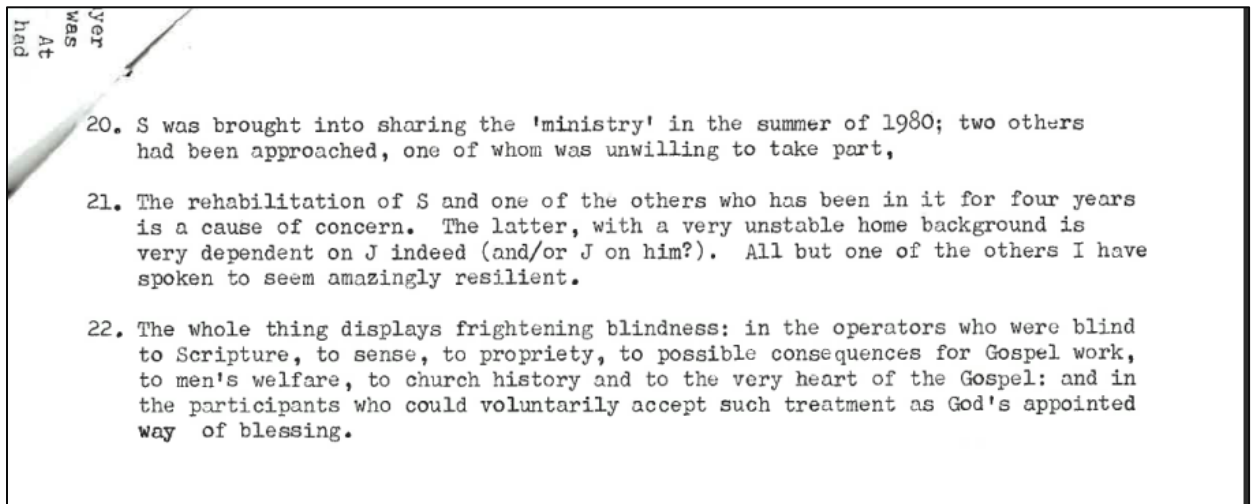 yer
was
At
had
20. S was brought into sharing the 'ministry' in the summer of 1980; two others
had been approached, one of whom was unwilling to take part,
21. The rehabilitation of S and one of the others who has been in it for four years
is a cause of concern. The latter, with a very unstable home background is
very dependent on J indeed (and/or J on him?). All but one of the others I have
spoken to seem amazingly resilient.
22. The whole thing displays frightening blindness: in the operators who were blind
to Scripture, to sense, to propriety, to possible consequences for Gospel work,
to men's welfare, to church history and to the very heart of the Gospel: and in
the participants who could voluntarily accept such treatment as God's appointed
way of blessing.